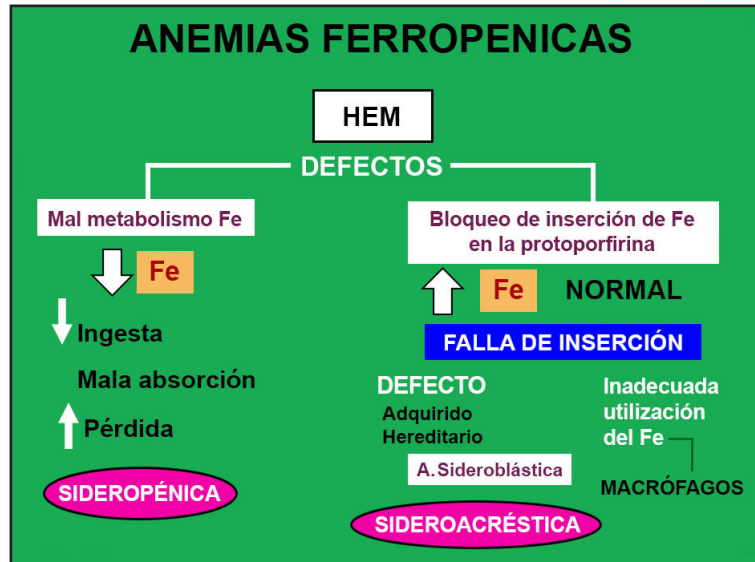 ANEMIAS FERROPENICAS
HEM
DEFECTOS
Mal metabolismo Fe
Fe
Ingesta
Mala absorción
Pérdida
SIDEROPÉNICA
Bloqueo de inserción de Fe
en la protoporfirina
Fe NORMAL
FALLA DE INSERCIÓN
DEFECTO
Adquirido
Hereditario
A. Sideroblástica
SIDEROACRÉSTICA
Inadecuada
utilización
del Fe
MACRÓFAGOS